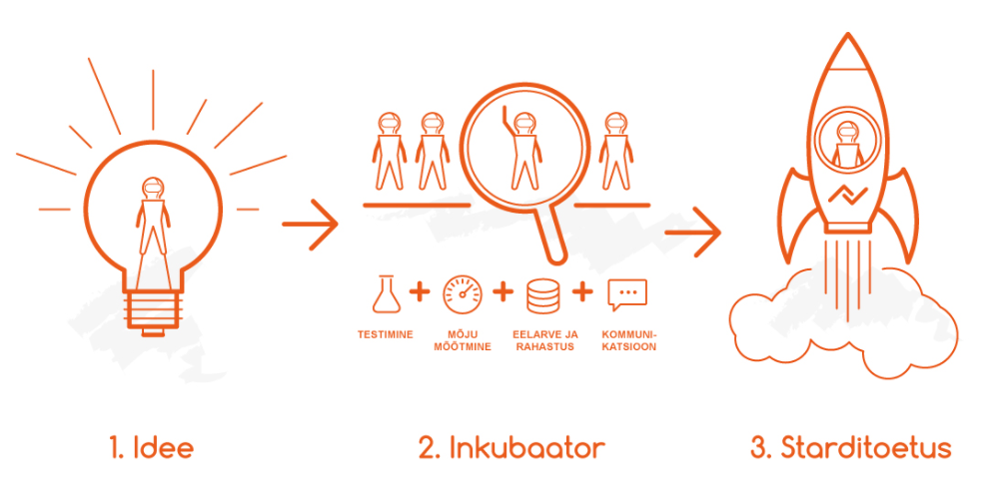 TESTIMINE
MÕJU
MÕÕTMINE
EELARVE JA
RAHASTUS
KOMMUNI-
KATSIOON
1. Idee
2. Inkubaator
3. Starditoetus